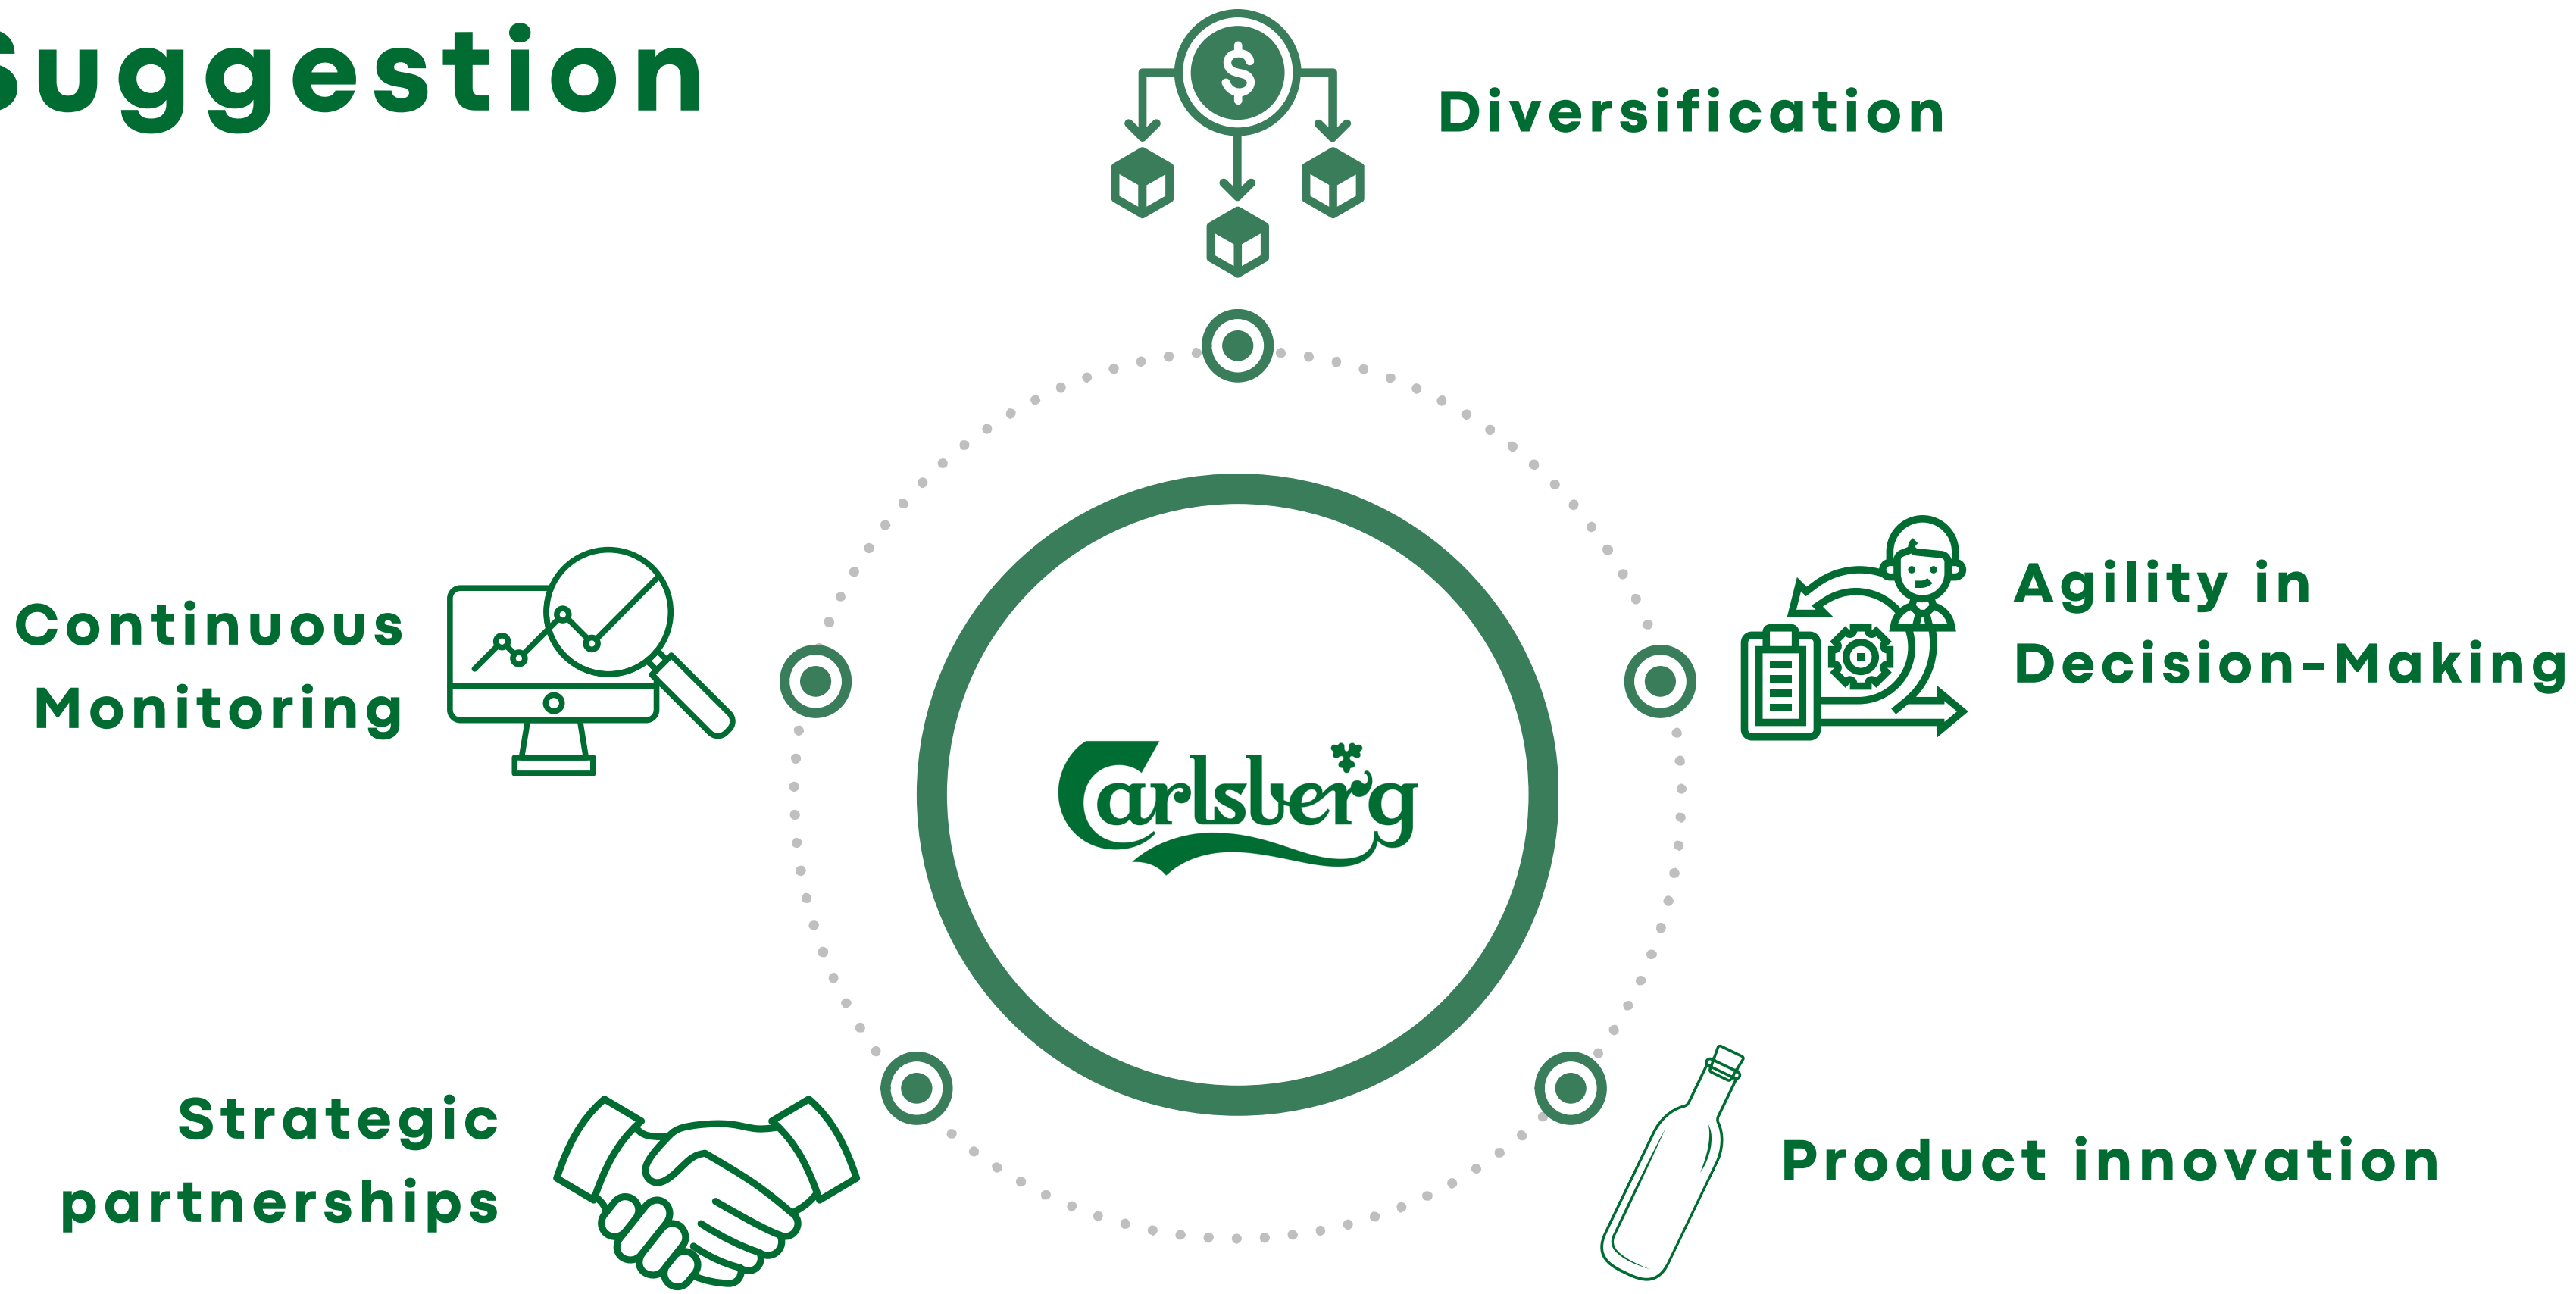 Suggestion
Diversification
Continuous
Monitoring
Agility in
Decision-Making
Carlsberg
Strategic
partnerships
Product innovation
$